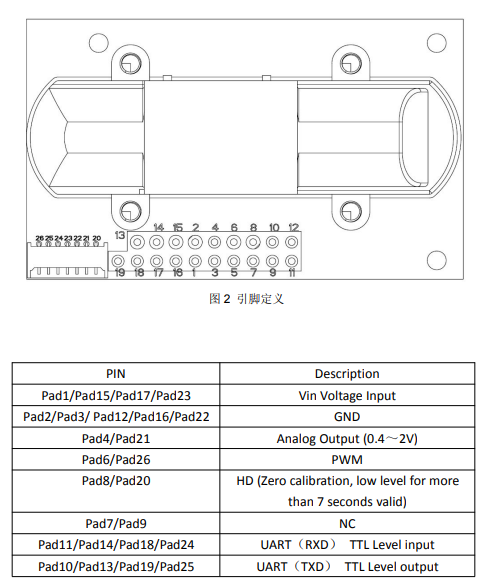 26 25 24 23 22 21 20
13 14 15 2 4 6 8 10 12
19 18 17 16 1 3 5 7 9 11
图 2 引脚定义
PIN Description
Pad1/Pad15/Pad17/Pad23 Vin Voltage Input
Pad2/Pad3/ Pad12/Pad16/Pad22 GND
Pad4/Pad21 Analog Output (0.4～2V)
Pad6/Pad26 PWM
Pad8/Pad20 HD (Zero calibration, low level for more
than 7 seconds valid)
Pad7/Pad9 NC
Pad11/Pad14/Pad18/Pad24 UART（RXD） TTL Level input
Pad10/Pad13/Pad19/Pad25 UART（TXD） TTL Level output